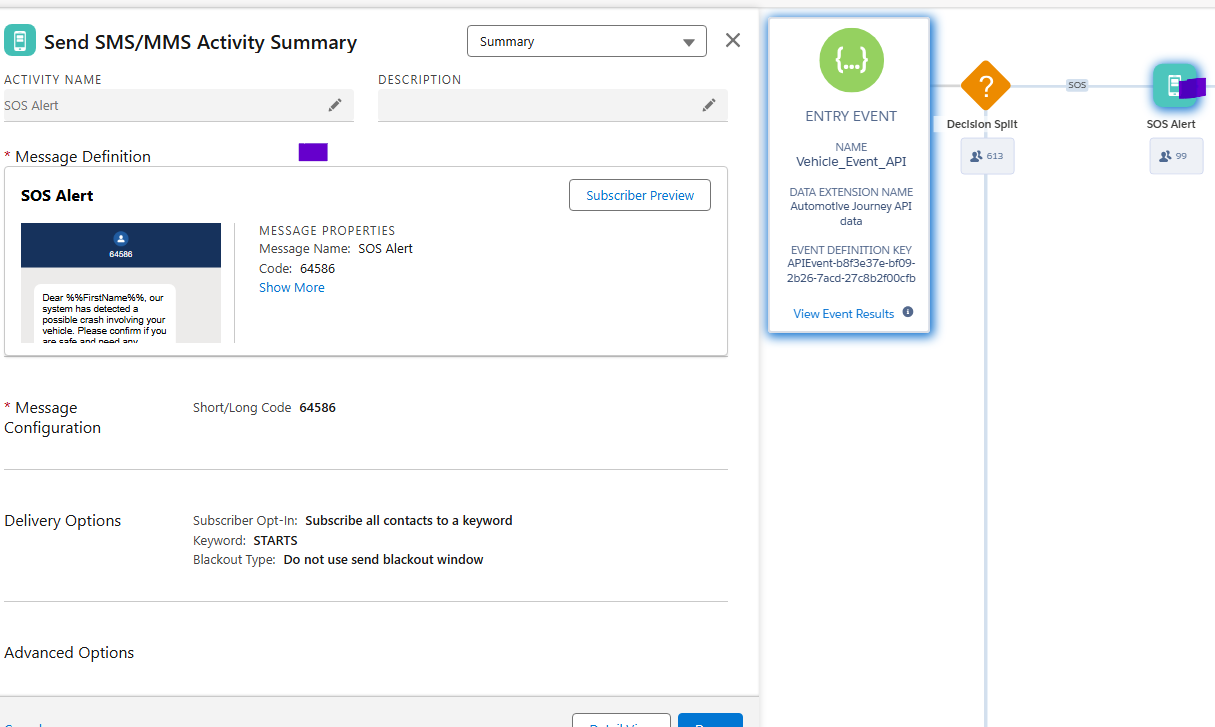 Send SMS/MMS Activity Summary
Summary
ACTIVITY NAME
SOS Alert
DESCRIPTION
* Message Definition
SOS Alert
Subscriber Preview
64586
Dear %%FirstName%%, our
system has detected a
possible crash involving your
vehicle. Please confirm if you
are safe and need any
MESSAGE PROPERTIES
Message Name: SOS Alert
Code: 64586
Show More
* Message
Configuration
Short/Long Code 64586
Delivery Options
Subscriber Opt-In: Subscribe all contacts to a keyword
Keyword: STARTS
Blackout Type: Do not use send blackout window
Advanced Options
{...}
ENTRY EVENT
NAME
Vehicle_Event_API
DATA EXTENSION NAME
Automotive Journey API
data
EVENT DEFINITION KEY
APIEvent-b8f3e37e-bf09-
2b26-7acd-27c8b2f00cfb
View Event Results
?
Decision Split
613
SOS
SOS Alert
99